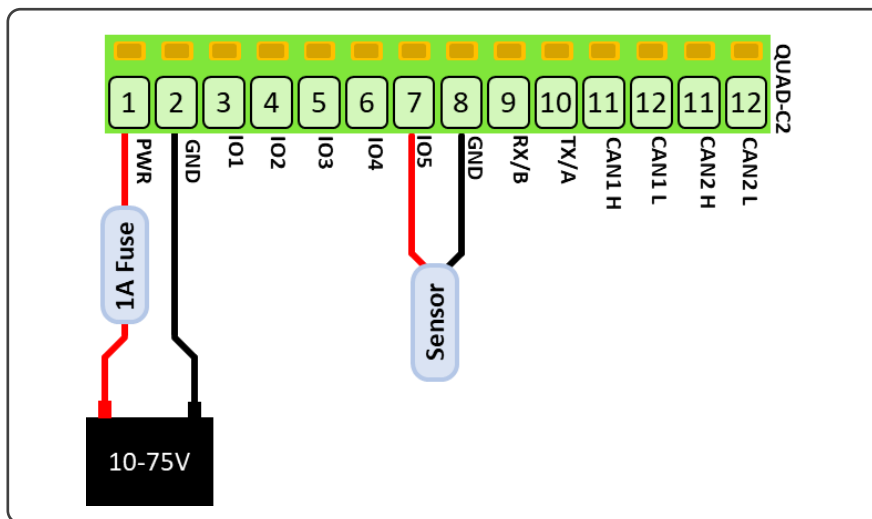 QUAD-C2
1 2 3 4 5 6 7 8 9 10 11 12 11 12
PWR
GND
IO1
IO2
IO3
IO4
IO5
GND
RX/B
TX/A
CAN1 H
CAN1 L
CAN2 H
CAN2 L
1A Fuse
Sensor
10-75V